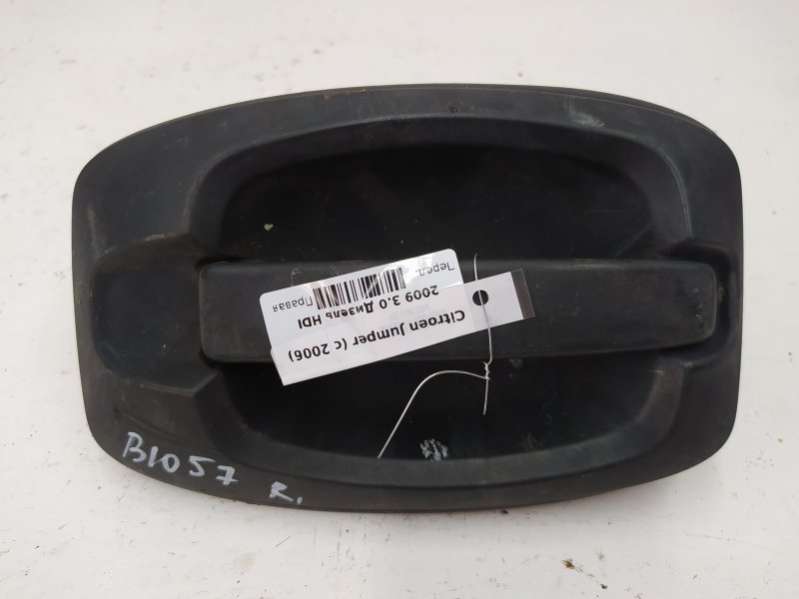 Citroen Jumper (с 2006)
2009 3.0 Дизель HDI
Правая
B1057 R.